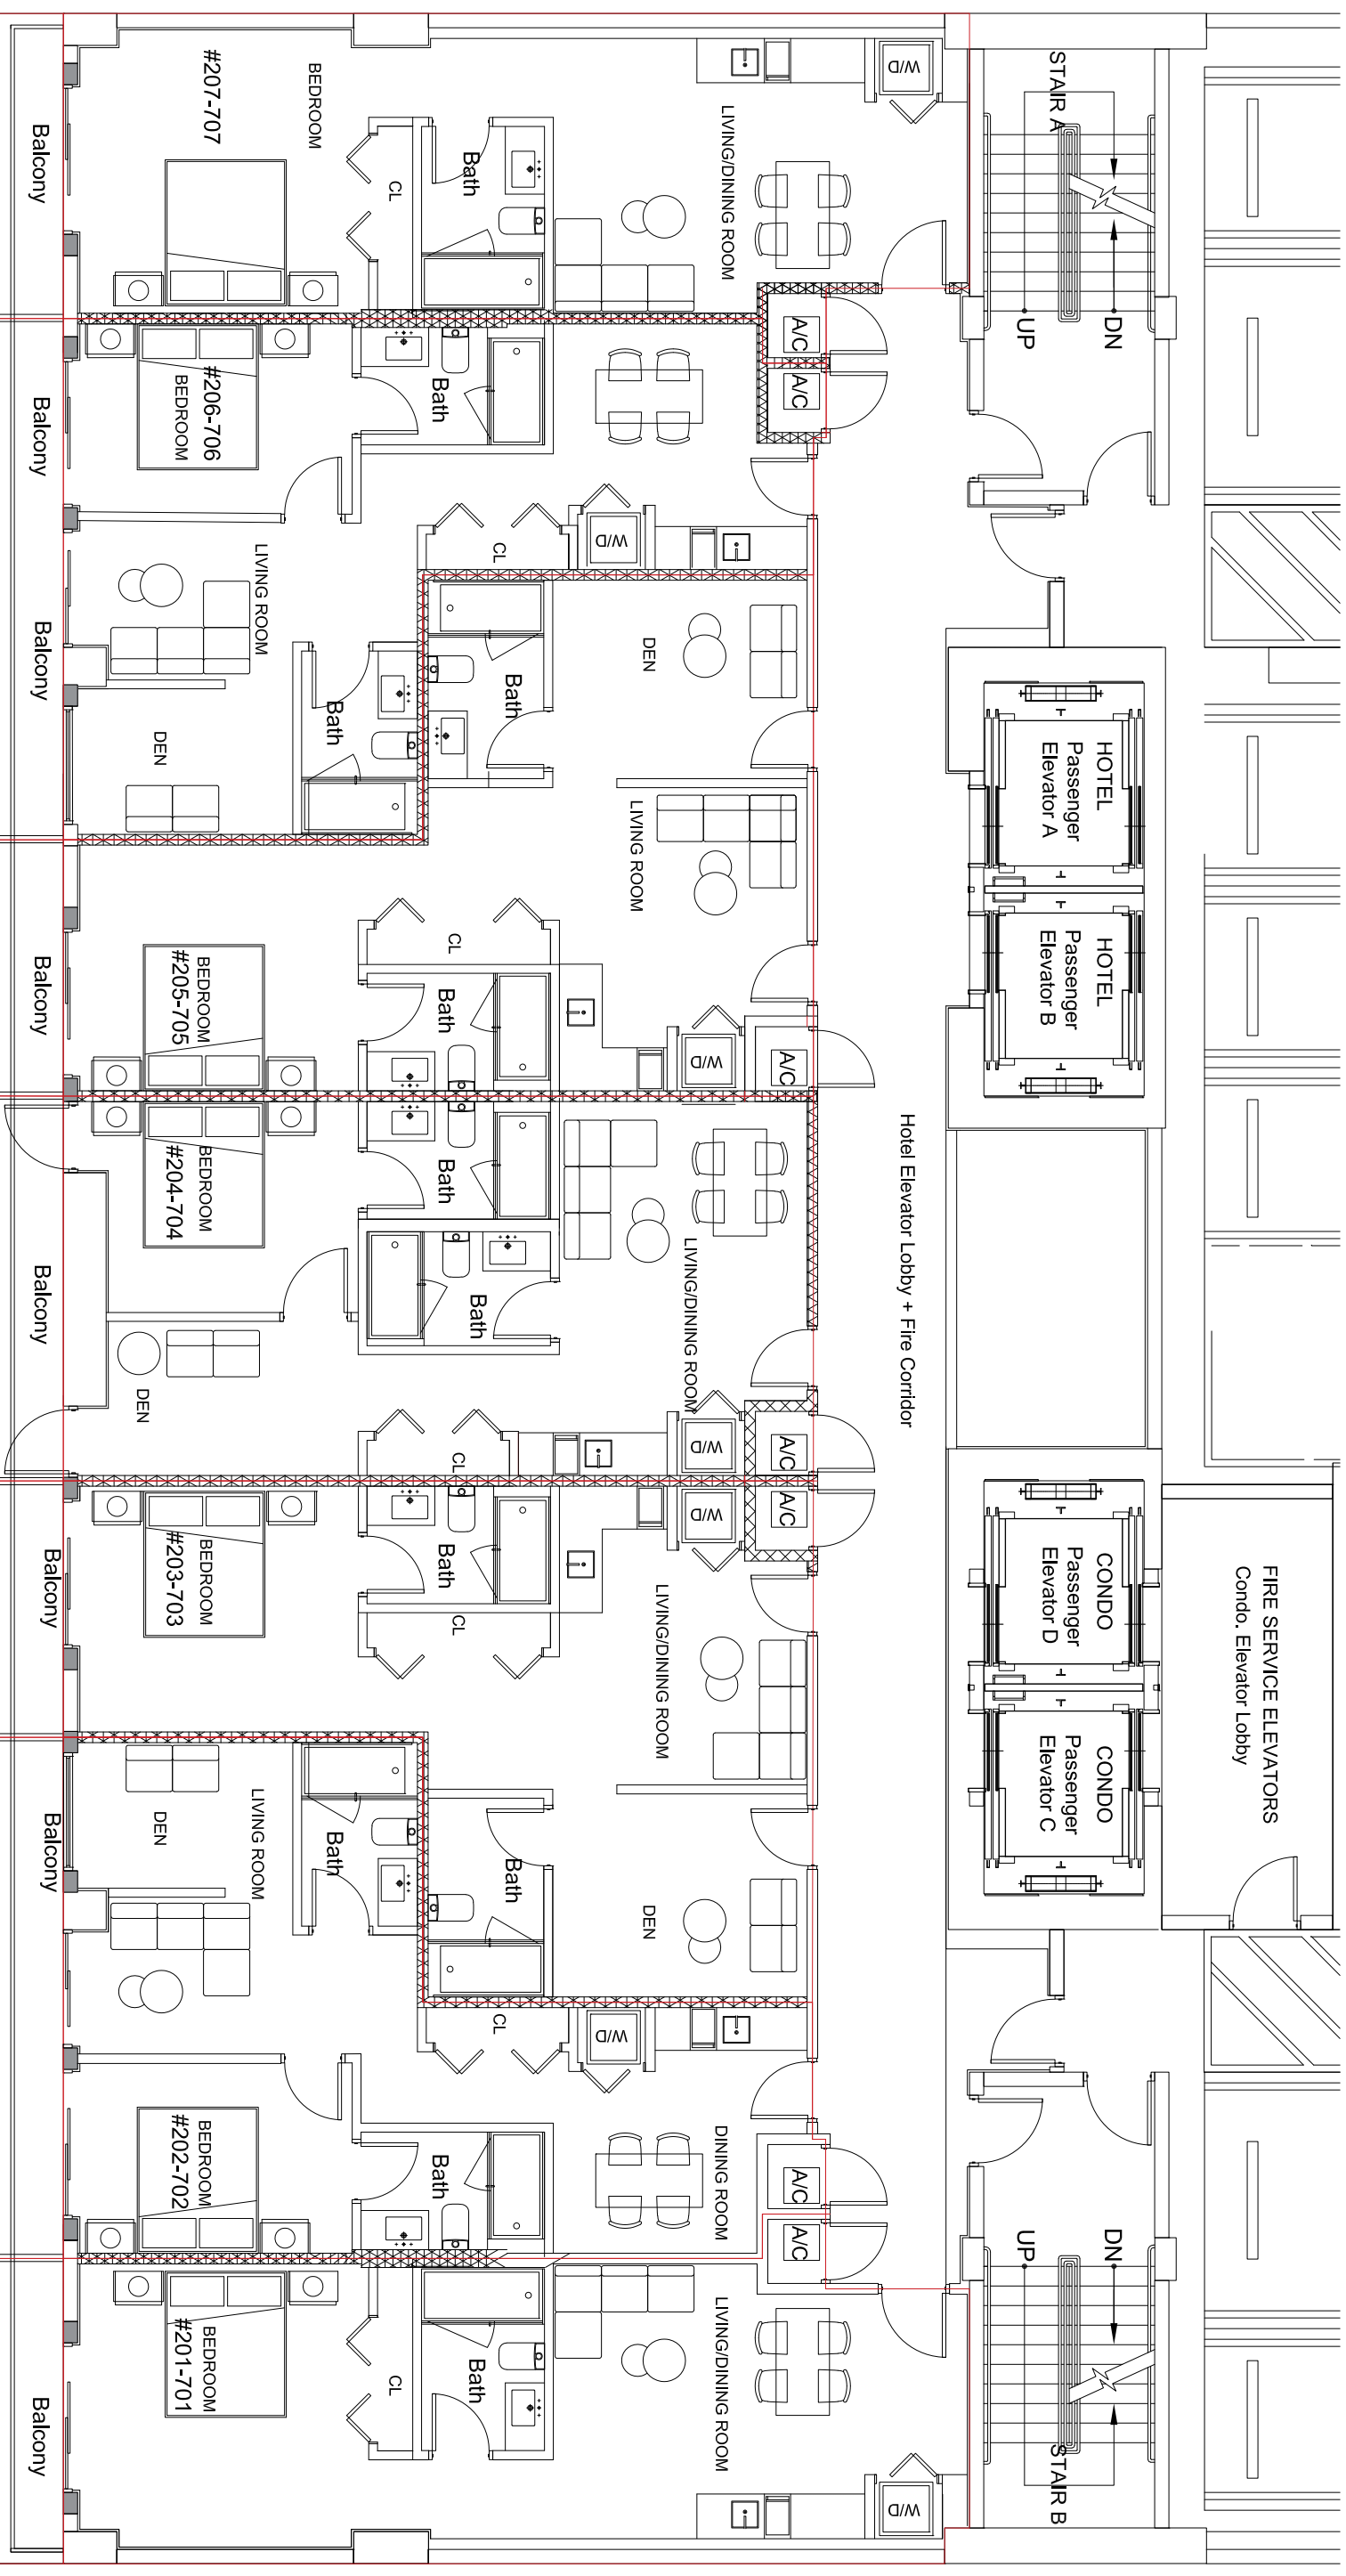 STAIR A
UP
DN
W/D
LIVING/DINING ROOM
BEDROOM
#207-707
Balcony
CL
Bath
A/C
A/C
#206-706
BEDROOM
Balcony
Bath
CL
W/D
LIVING ROOM
Balcony
DEN
Bath
DEN
Bath
LIVING ROOM
HOTEL
Passenger
Elevator A
HOTEL
Passenger
Elevator B
CL
BEDROOM
#205-705
Balcony
Bath
W/D
A/C
Hotel Elevator Lobby + Fire Corridor
BEDROOM
#204-704
Bath
Bath
LIVING/DINING ROOM
Balcony
DEN
CL
W/D
A/C
A/C
W/D
BEDROOM
#203-703
Balcony
Bath
CL
LIVING/DINING ROOM
CONDO
Passenger
Elevator D
CONDO
Passenger
Elevator C
FIRE SERVICE ELEVATORS
Condo. Elevator Lobby
LIVING ROOM
DEN
Balcony
Bath
Bath
DEN
CL
W/D
BEDROOM
#202-702
Bath
DINING ROOM
A/C
A/C
UP
DN
BEDROOM
#201-701
Balcony
CL
Bath
LIVING/DINING ROOM
W/D
STAIR B